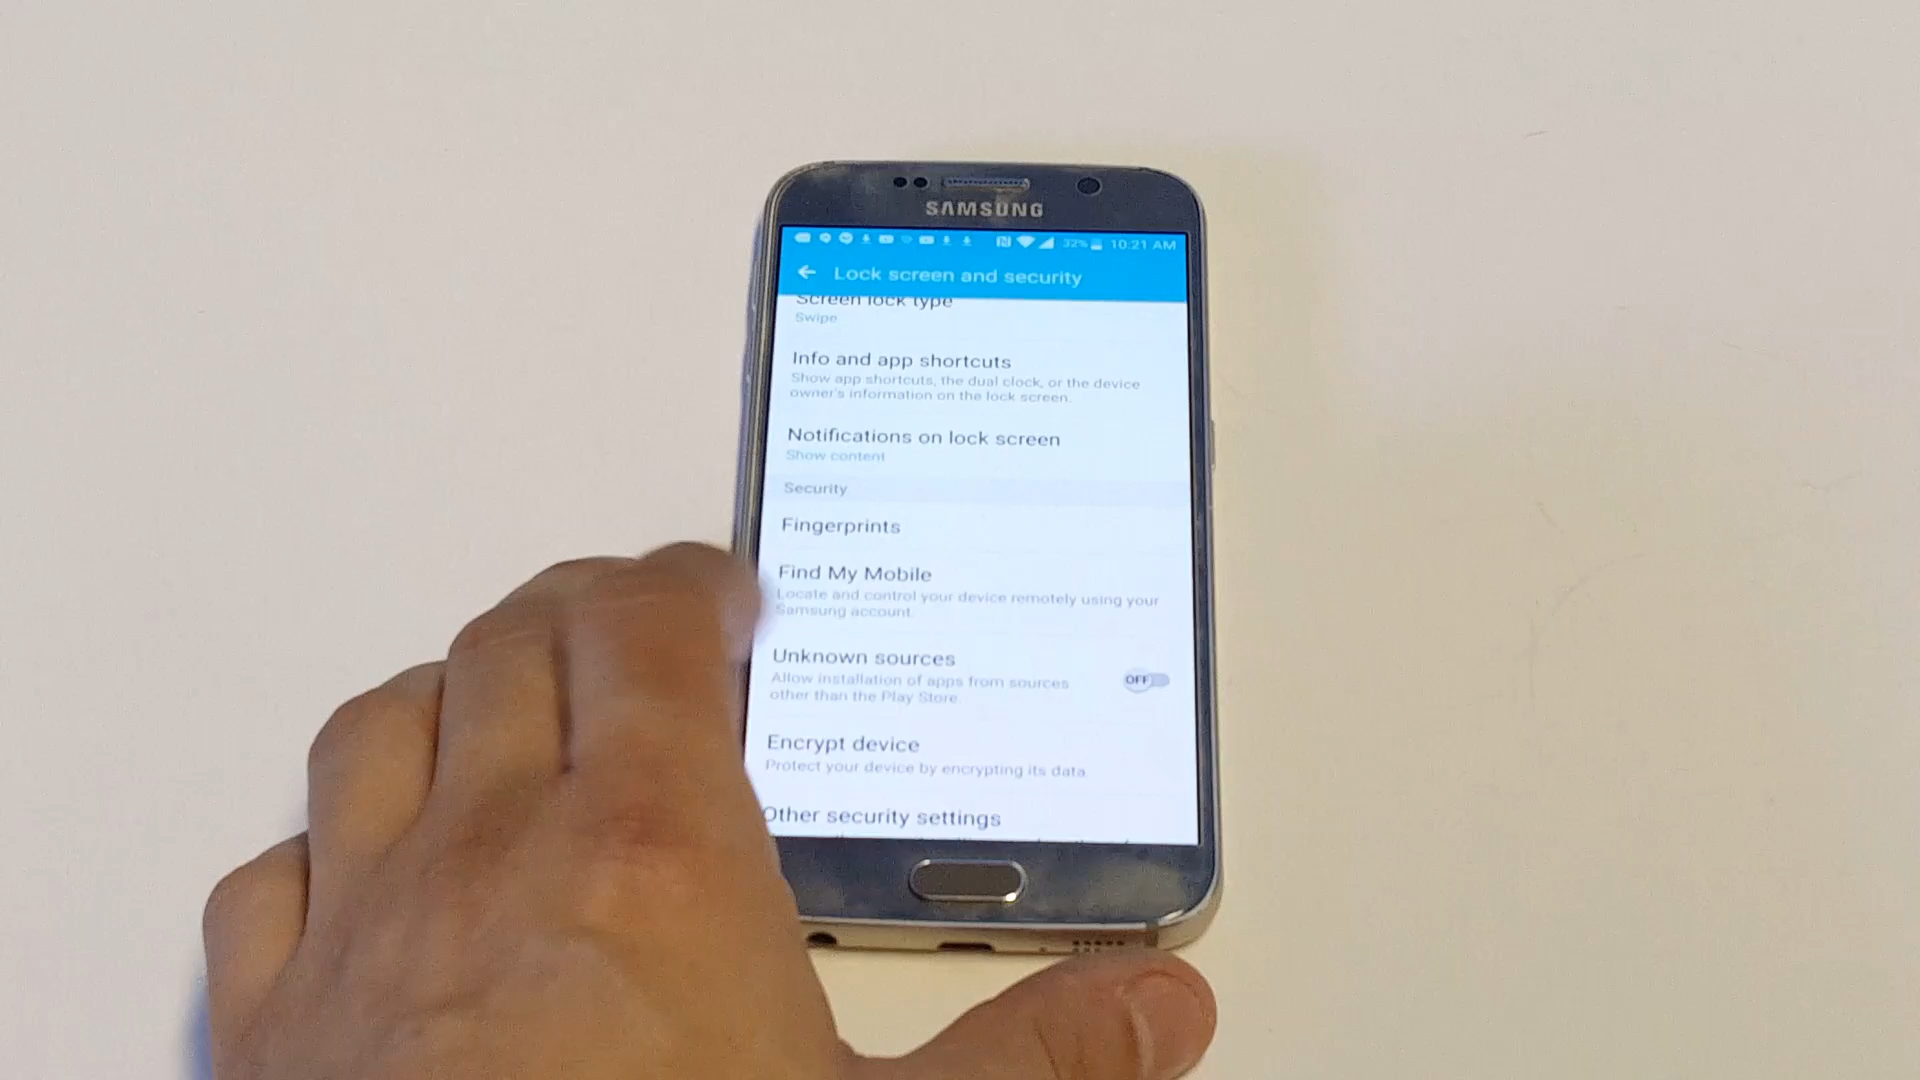 SAMSUNG
32% 10:21 AM
Lock screen and security
Screen lock type
Swipe
Info and app shortcuts
Show app shortcuts, the dual clock, or the device
owner's information on the lock screen.
Notifications on lock screen
Show content
Security
Fingerprints
Find My Mobile
Locate and control your device remotely using your
Samsung account.
Unknown sources
Allow installation of apps from sources
other than the Play Store.
OFF
Encrypt device
Protect your device by encrypting its data.
Other security settings